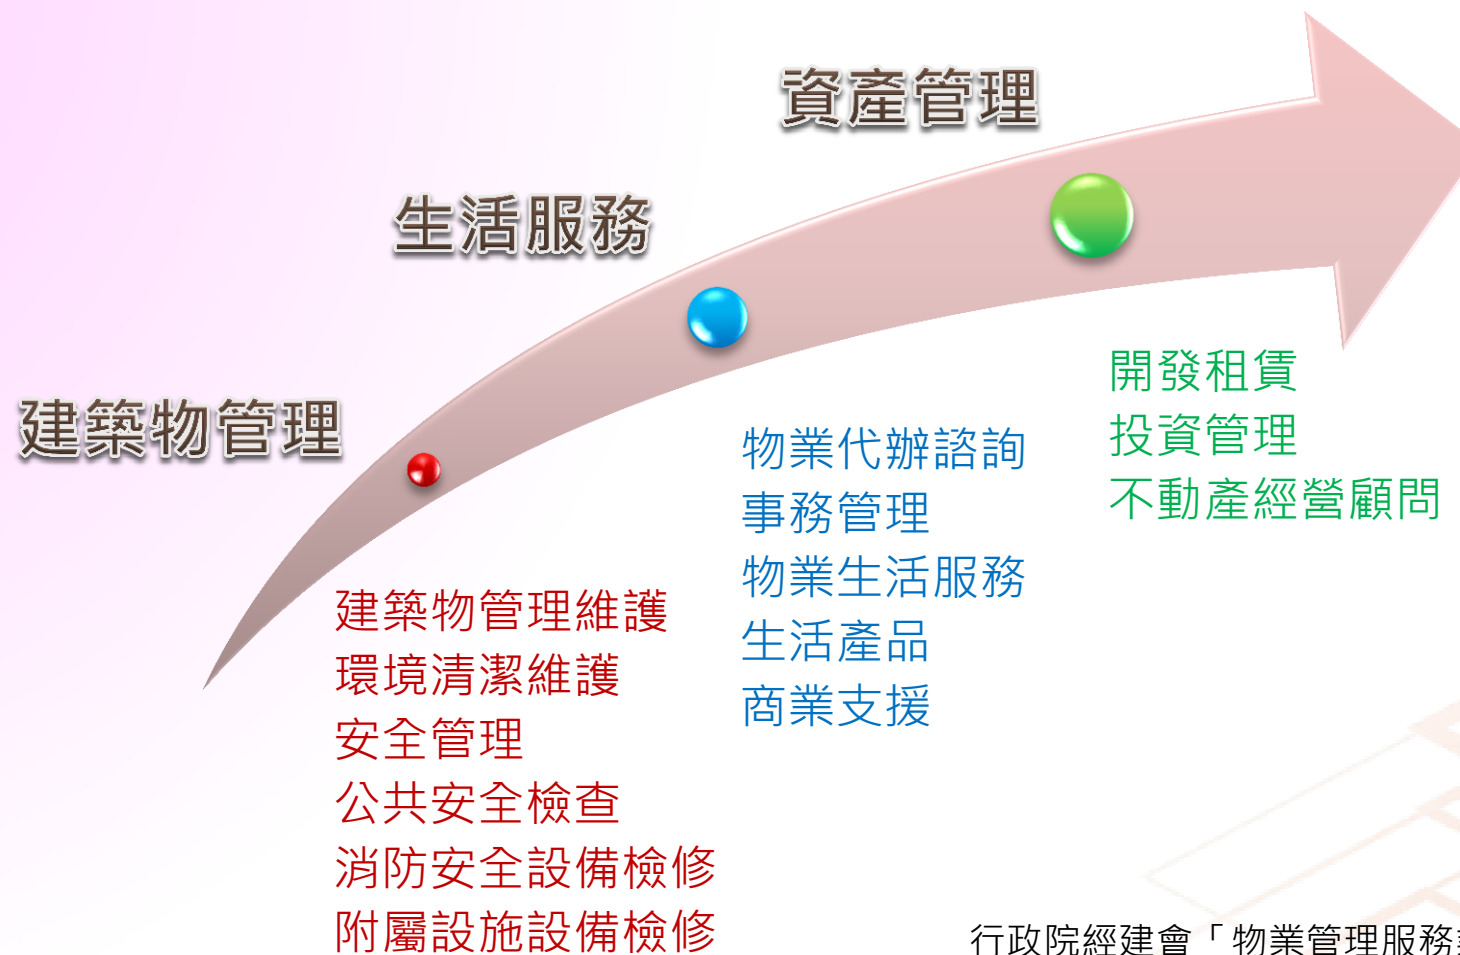 資產管理
生活服務
建築物管理
開發租賃
投資管理
不動產經營顧問
物業代辦諮詢
事務管理
物業生活服務
生活產品
商業支援
建築物管理維護
環境清潔維護
安全管理
公共安全檢查
消防安全設備檢修
附屬設施設備檢修
行政院經建會「物業管理服務